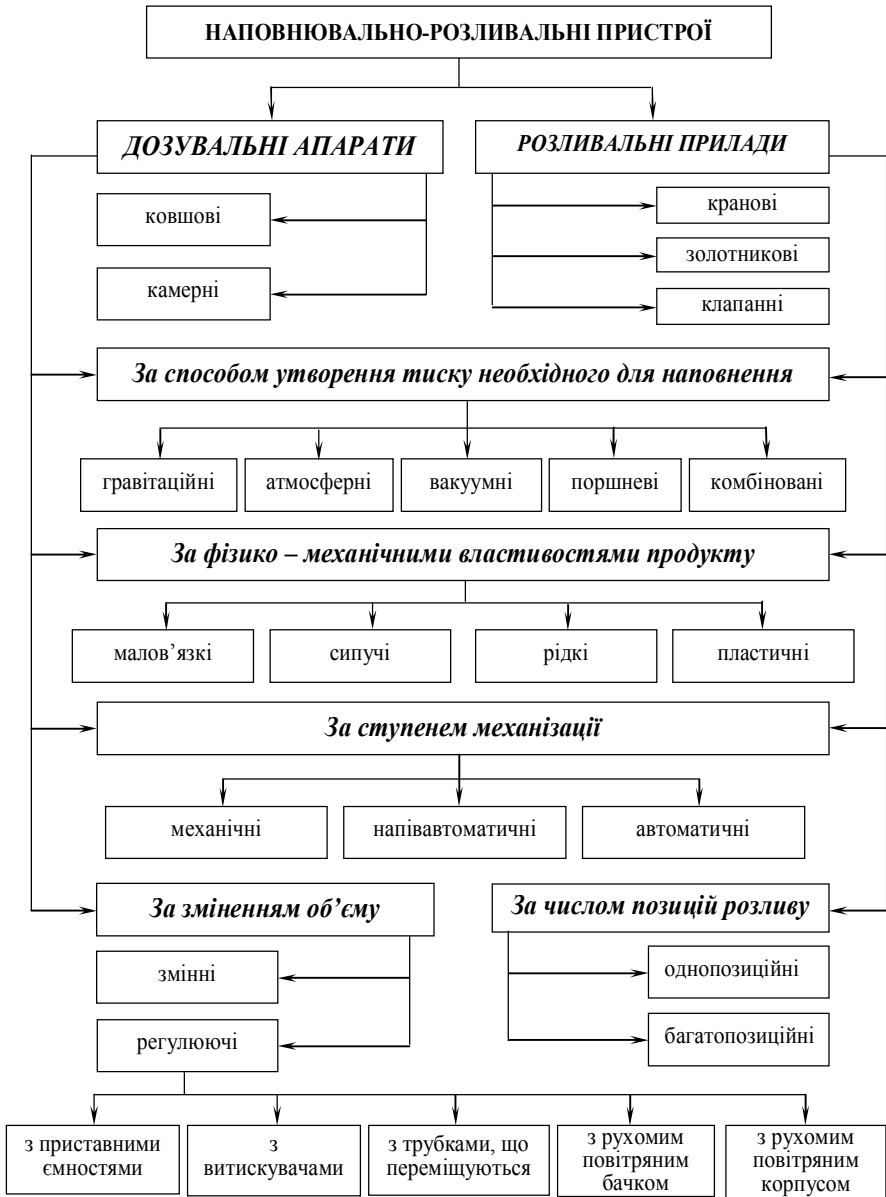 НАПОВНЮВАЛЬНО-РОЗЛИВАЛЬНІ ПРИСТРОЇ
ДОЗУВАЛЬНІ АПАРАТИ
РОЗЛИВАЛЬНІ ПРИЛАДИ
ковшові
камерні
кранові
золотникові
клапанні
За способом утворення тиску необхідного для наповнення
гравітаційні
атмосферні
вакуумні
поршневі
комбіновані
За фізико – механічними властивостями продукту
малов’язкі
сипучі
рідкі
пластичні
За ступенем механізації
механічні
напівавтоматичні
автоматичні
За зміненням об’єму
За числом позицій розливу
змінні
регулюючі
однопозиційні
багатопозиційні
з приставними
ємностями
з
витискувачами
з трубками, що
переміщуються
з рухомим
повітряним
бачком
з рухомим
повітряним
корпусом